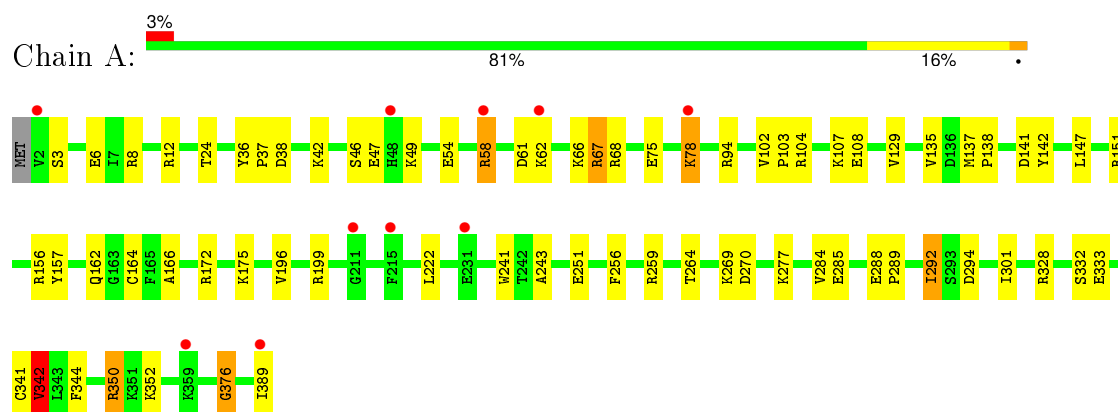 3%
Chain A:
81% 16% •
MET V2 S3 E6 I7 R8 R12 T24 Y36 P37 D38 K42 S46 E47 H48 K49 E54 R58 D61 K62 K66 R67 R68 E75 K78 R94 V102 P103 R104 K107 E108 V129 V135 D136 M137 P138 D141 Y142 L147 R151
R156 Y157 Q162 G163 C164 F165 A166 R172 K175 V196 R199 G211 F215 L222 E231 W241 T242 A243 E251 F256 R259 T264 K269 D270 K277 V284 E285 E288 P289 I292 S293 D294 I301 R328 S332 E333
C341 V342 L343 F344 R350 K351 K352 K359 G376 I389